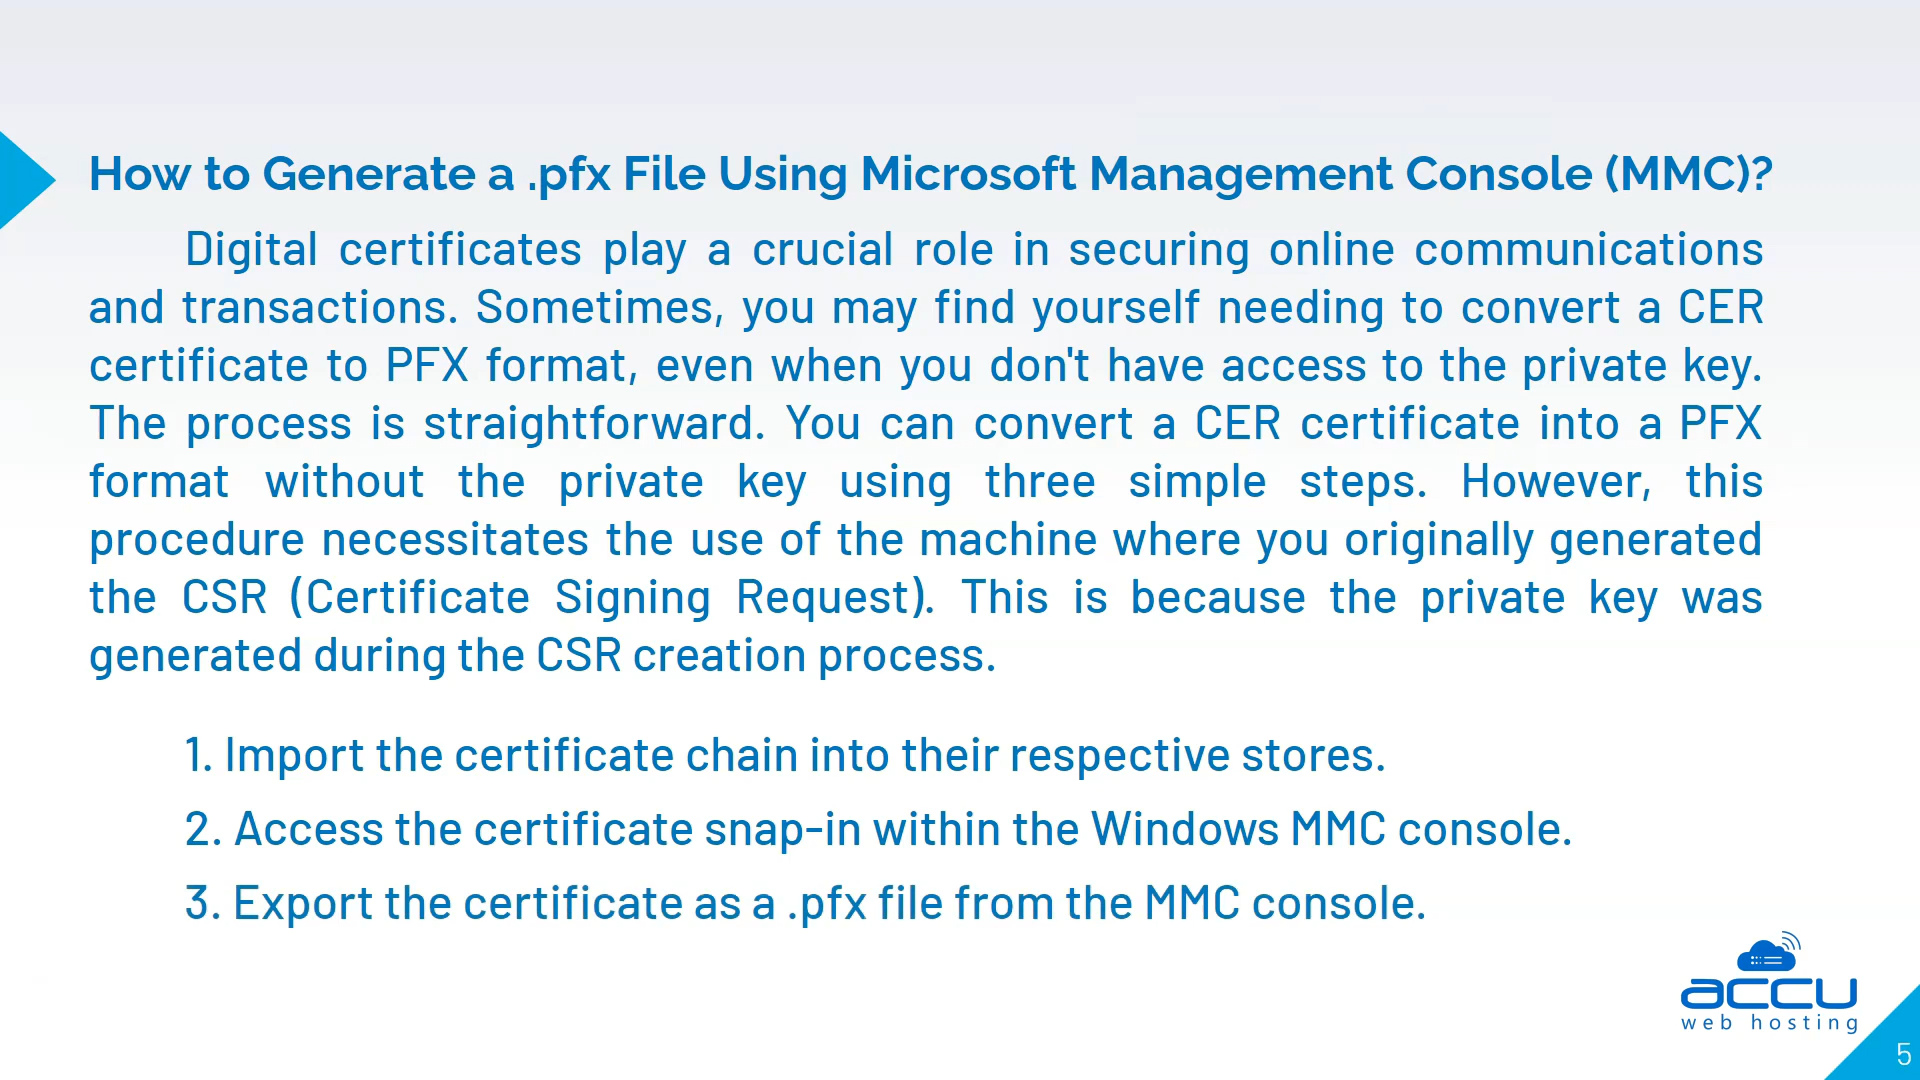 How to Generate a .pfx File Using Microsoft Management Console (MMC)?
Digital certificates play a crucial role in securing online communications
and transactions. Sometimes, you may find yourself needing to convert a CER
certificate to PFX format, even when you don't have access to the private key.
The process is straightforward. You can convert a CER certificate into a PFX
format without the private key using three simple steps. However, this
procedure necessitates the use of the machine where you originally generated
the CSR (Certificate Signing Request). This is because the private key was
generated during the CSR creation process.
1. Import the certificate chain into their respective stores.
2. Access the certificate snap-in within the Windows MMC console.
3. Export the certificate as a .pfx file from the MMC console.
accu
web hosting
5